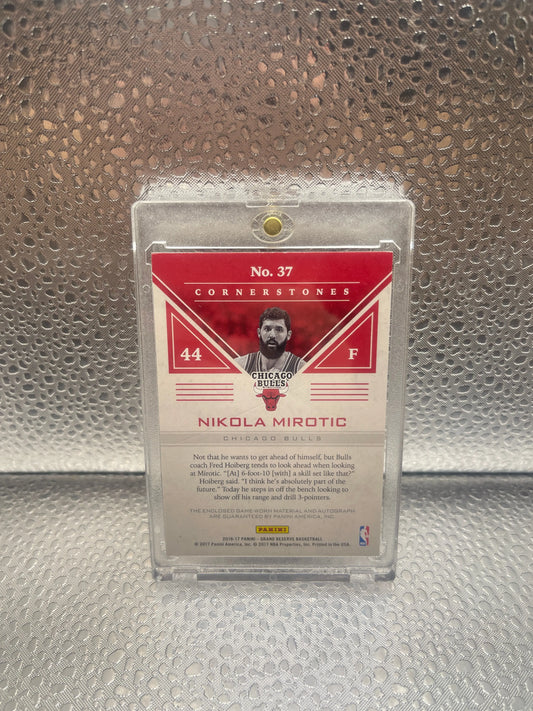 No. 37
CORNERSTONES
44
F
CHICAGO
BULLS
NIKOLA MIROTIC
CHICAGO BULLS
Not that he wants to get ahead of himself, but Bulls
coach Fred Hoiberg tends to look ahead when looking
at Mirotic. "[At] 6-foot-10 [with] a skill set like that?"
Hoiberg said. "I think he's absolutely part of the
future." Today he steps in off the bench looking to
show off his range and drill 3-pointers.
THE ENCLOSED GAME-WORN MATERIAL AND AUTOGRAPH
ARE GUARANTEED BY PANINI AMERICA, INC.
PANINI
2016-17 PANINI - GRAND RESERVE BASKETBALL
© 2017 Panini America, Inc. © 2017 NBA Properties, Inc. Printed in the USA.